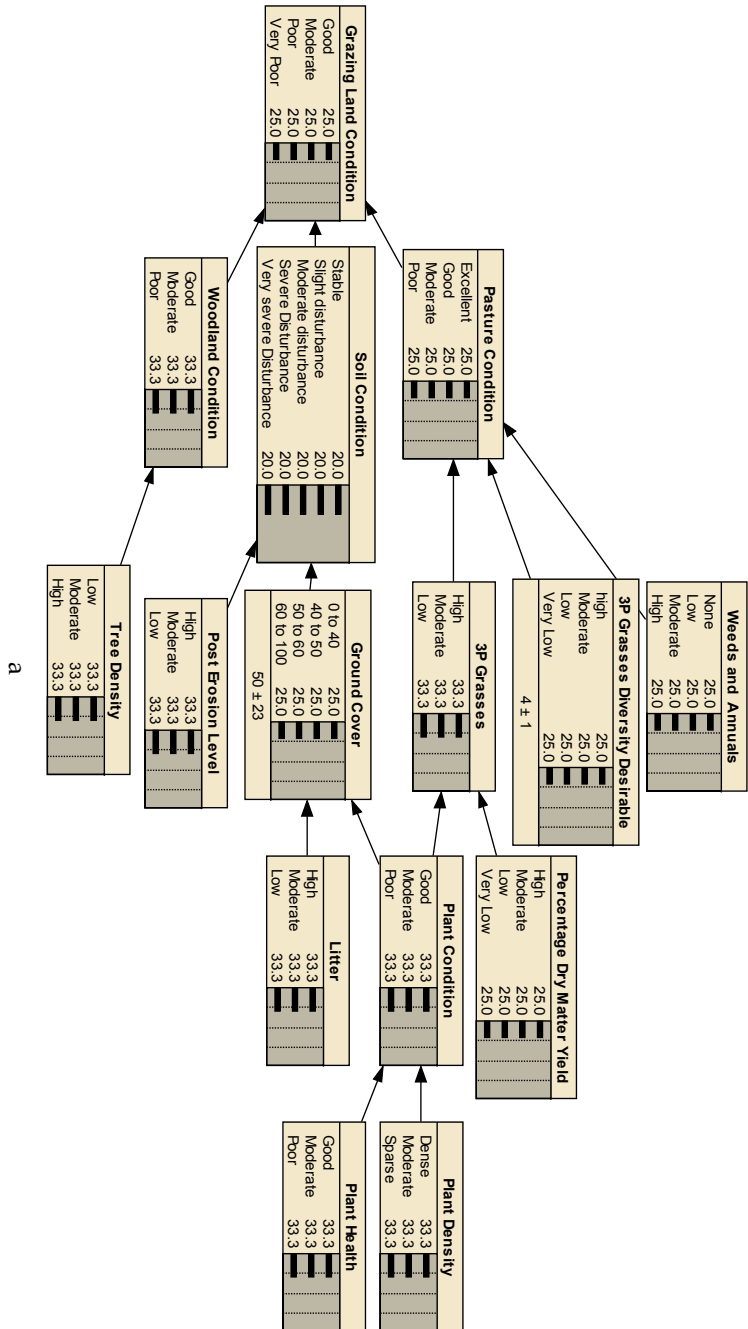 Grazing Land Condition
Good 25.0
Moderate 25.0
Poor 25.0
Very Poor 25.0
Pasture Condition
Excellent 25.0
Good 25.0
Moderate 25.0
Poor 25.0
Soil Condition
Stable 20.0
Slight disturbance 20.0
Moderate disturbance 20.0
Severe Disturbance 20.0
Very severe Disturbance 20.0
Woodland Condition
Good 33.3
Moderate 33.3
Poor 33.3
Weeds and Annuals
None 25.0
Low 25.0
Moderate 25.0
High 25.0
3P Grasses Diversity Desirable
high 25.0
Moderate 25.0
Low 25.0
Very Low 25.0
4 ± 1
3P Grasses
High 33.3
Moderate 33.3
Low 33.3
Ground Cover
0 to 40 25.0
40 to 50 25.0
50 to 60 25.0
60 to 100 25.0
50 ± 23
Post Erosion Level
High 33.3
Moderate 33.3
Low 33.3
Tree Density
Low 33.3
Moderate 33.3
High 33.3
Percentage Dry Matter Yield
High 25.0
Moderate 25.0
Low 25.0
Very Low 25.0
Plant Condition
Good 33.3
Moderate 33.3
Poor 33.3
Litter
High 33.3
Moderate 33.3
Low 33.3
Plant Density
Dense 33.3
Moderate 33.3
Sparse 33.3
Plant Health
Good 33.3
Moderate 33.3
Poor 33.3
a